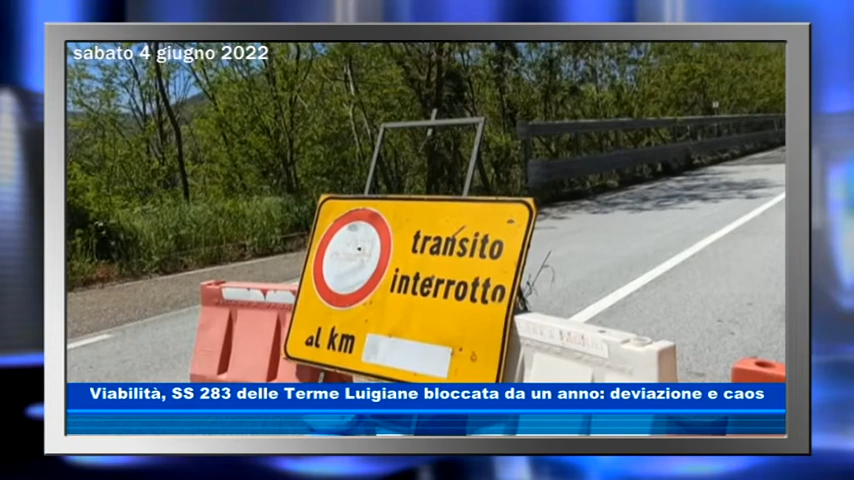 sabato 4 giugno 2022
transito
interrotto
al km
Viabilità, SS 283 delle Terme Luigiane bloccata da un anno: deviazione e caos